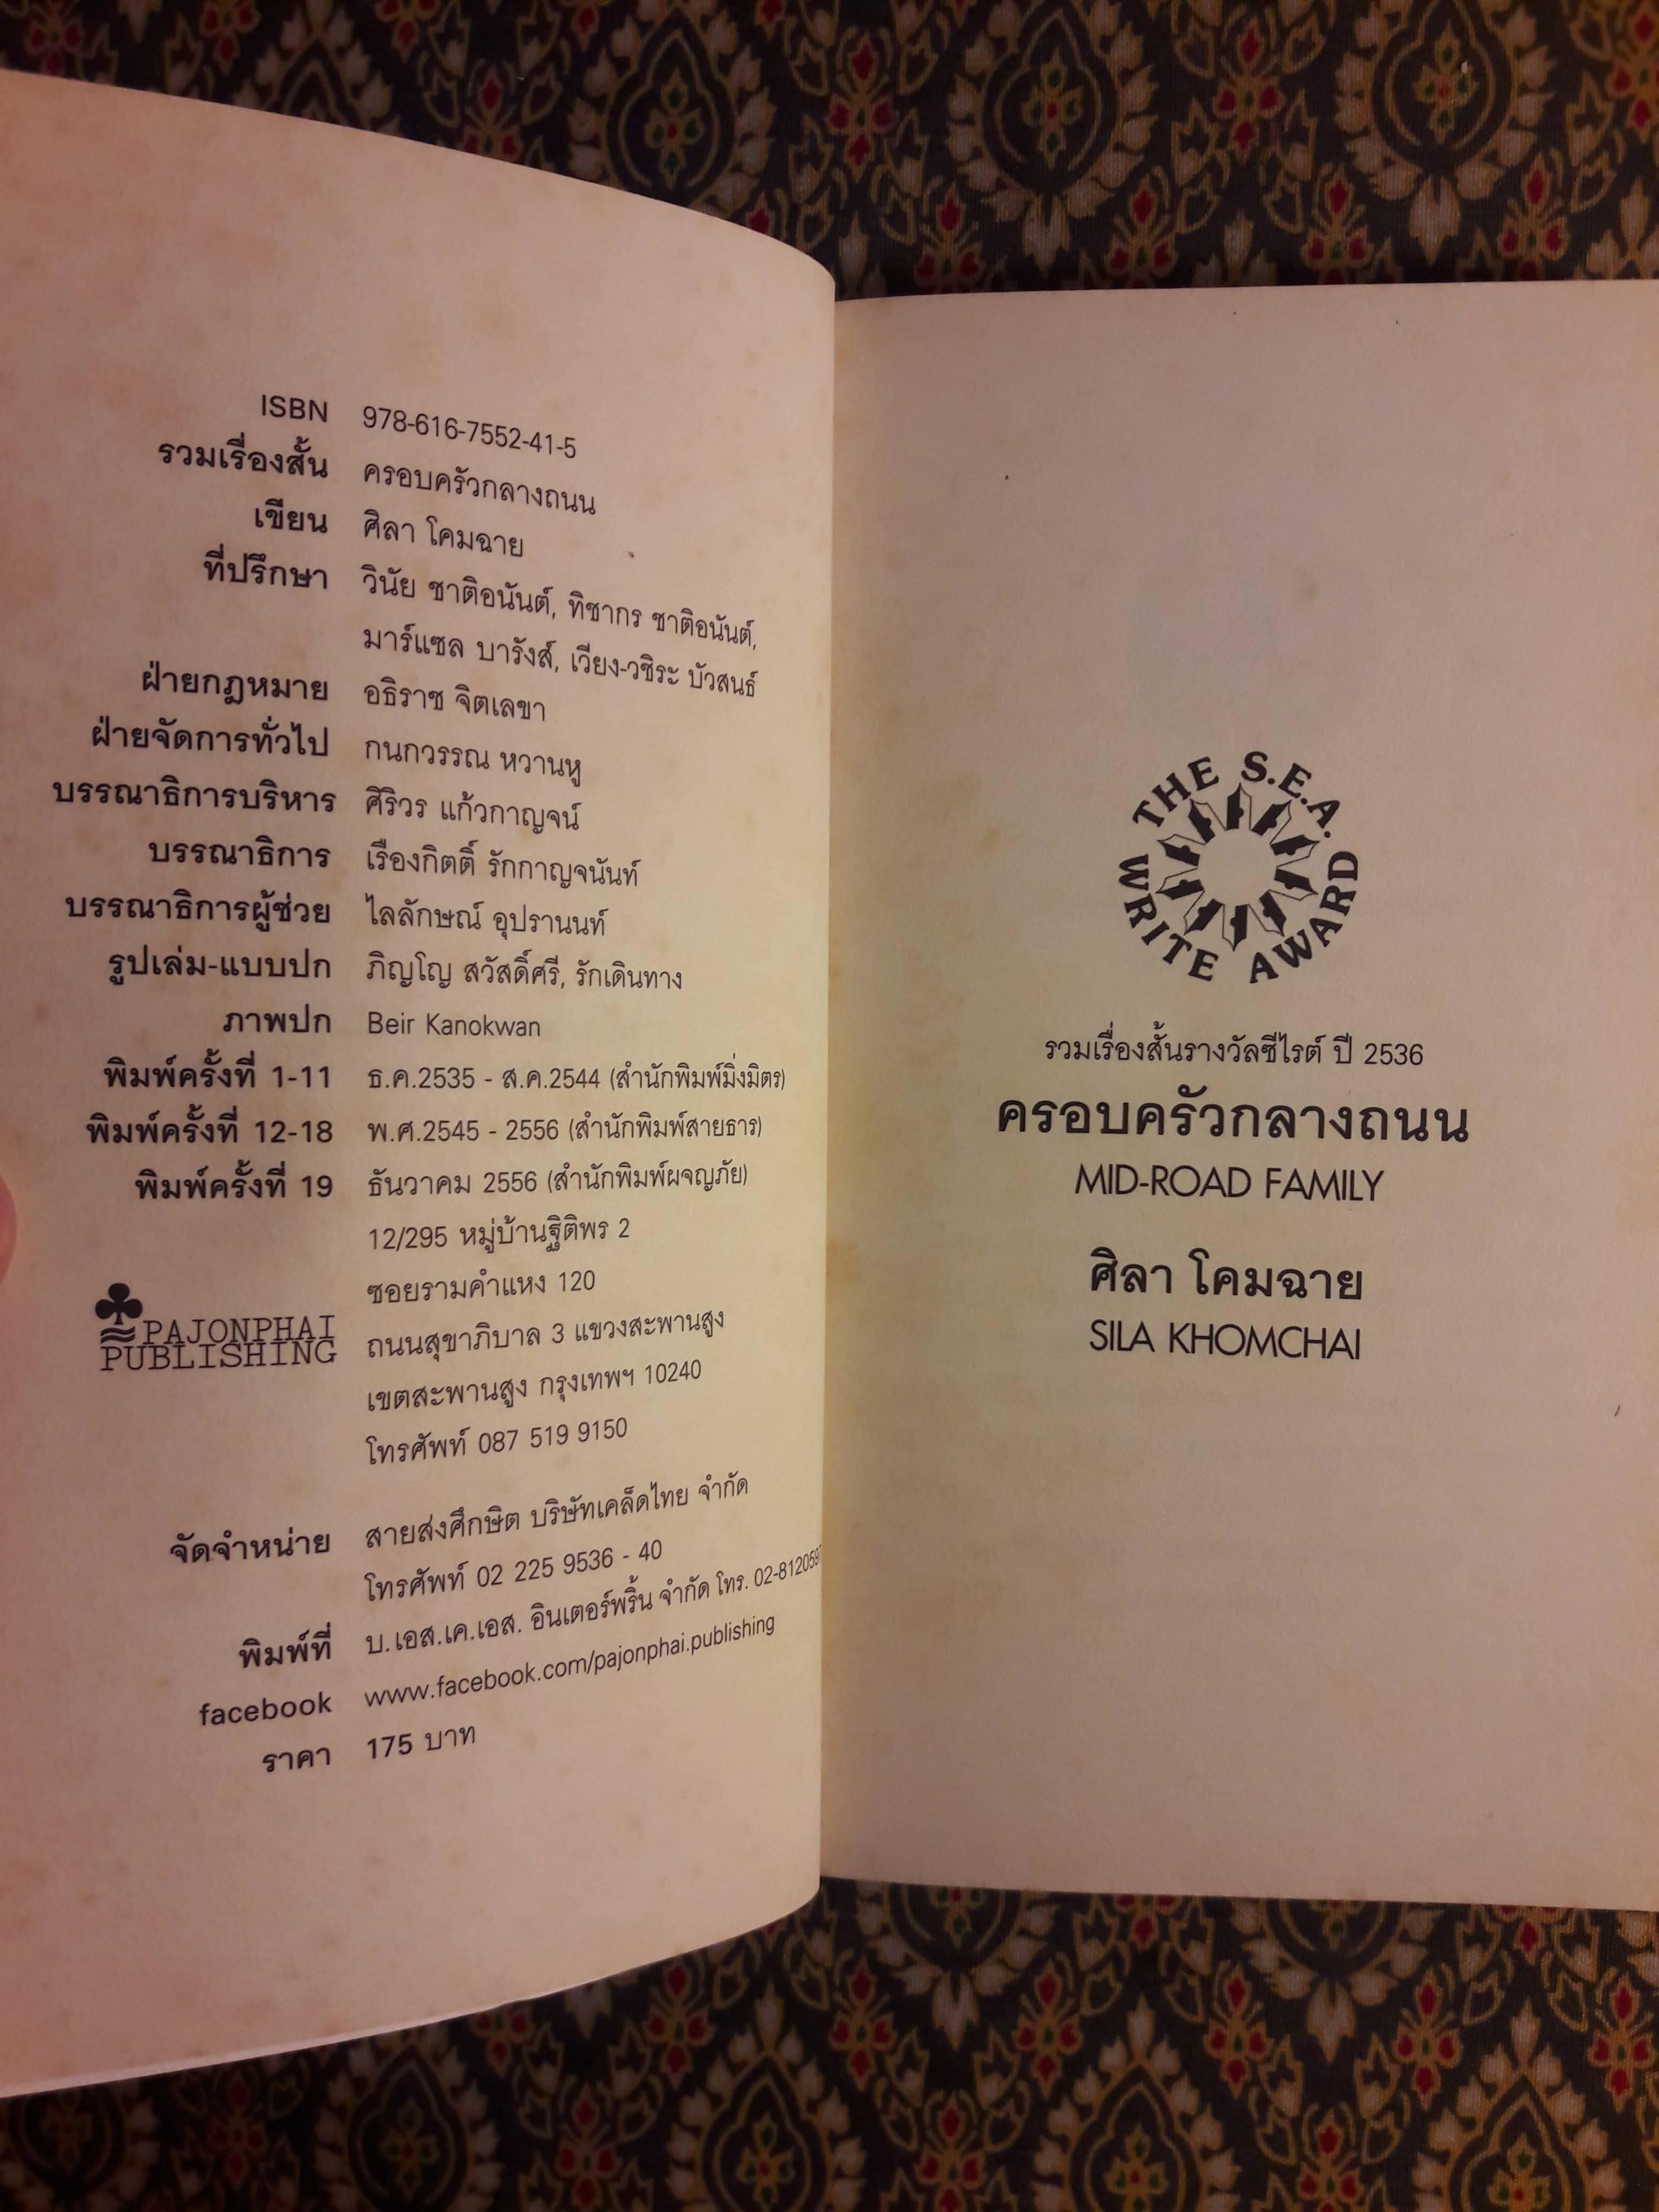 ISBN 978-616-7552-41-5
รวมเรื่องสั้น ครอบครัวกลางถนน
เขียน ศิลา โคมฉาย
ที่ปรึกษา วินัย ชาติอนันต์, ทิชากร ชาติอนันต์,
มาร์แซล บารังส์, เวียง-วชิระ บัวสนธ์
ฝ่ายกฎหมาย อธิราช จิตเลขา
ฝ่ายจัดการทั่วไป กนกวรรณ หวานหู
บรรณาธิการบริหาร ศิริวร แก้วกาญจน์
บรรณาธิการ เรืองกิตติ์ รักกาญจนันท์
บรรณาธิการผู้ช่วย ไลลักษณ์ อุปรานนท์
รูปเล่ม-แบบปก ภิญโญ สวัสดิ์ศรี, รักเดินทาง
ภาพปก Beir Kanokwan
พิมพ์ครั้งที่ 1-11 ธ.ค.2535 - ส.ค.2544 (สำนักพิมพ์มิ่งมิตร)
พิมพ์ครั้งที่ 12-18 พ.ศ.2545 - 2556 (สำนักพิมพ์สายธาร)
พิมพ์ครั้งที่ 19 ธันวาคม 2556 (สำนักพิมพ์ผจญภัย)
12/295 หมู่บ้านฐิติพร 2
ซอยรามคำแหง 120
PAJONPHAI PUBLISHING
ถนนสุขาภิบาล 3 แขวงสะพานสูง
เขตสะพานสูง กรุงเทพฯ 10240
โทรศัพท์ 087 519 9150
จัดจำหน่าย สายส่งศึกษิต บริษัทเคล็ดไทย จำกัด
โทรศัพท์ 02 225 9536 - 40
พิมพ์ที่ บ.เอส.เค.เอส. อินเตอร์พริ้น จำกัด โทร.
facebook www.facebook.com/pajonphai.publishing
ราคา 175 บาท
THE S.E.A. WRITE AWARD
รวมเรื่องสั้นรางวัลซีไรต์ ปี 2536
ครอบครัวกลางถนน
MID-ROAD FAMILY
ศิลา โคมฉาย
SILA KHOMCHAI